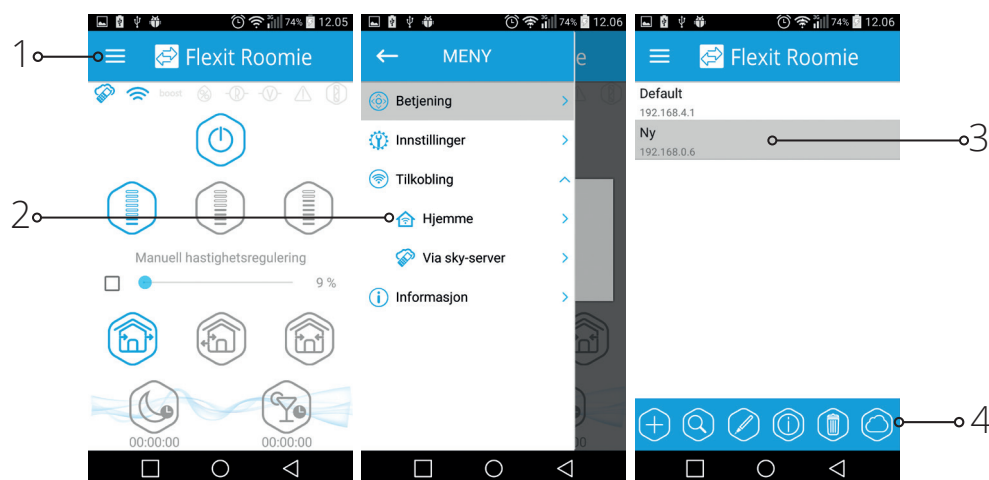 74% 12.05
1
Flexit Roomie
boost
Manuell hastighetsregulering
9 %
00:00:00 00:00:00
74% 12.06
MENY
e
Betjening
Innstillinger
Tilkobling
2
Hjemme
Via sky-server
Informasjon
00
74% 12.06
Flexit Roomie
Default
192.168.4.1
Ny
192.168.0.6
3
4